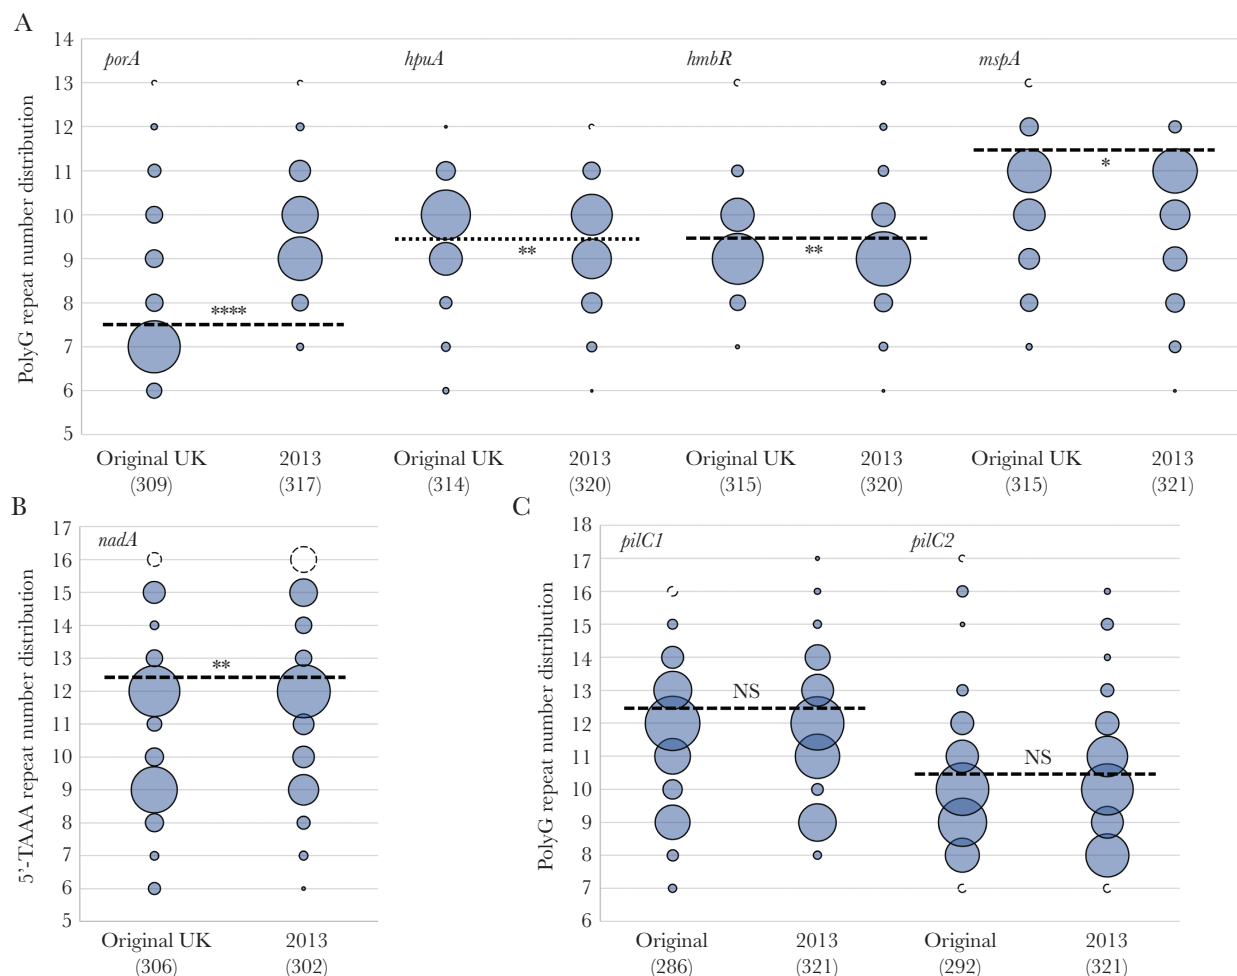 A
PolyG repeat number distribution
14
13
12
11
10
9
8
7
6
5
porA
hpuA
hmbR
mspA
****
**
**
*
Original UK 2013 Original UK 2013 Original UK 2013 Original UK 2013
(309) (317) (314) (320) (315) (320) (315) (321)
B
5’-TAAA repeat number distribution
17
16
15
14
13
12
11
10
9
8
7
6
5
nadA
**
Original UK 2013
(306) (302)
C
PolyG repeat number distribution
18
17
16
15
14
13
12
11
10
9
8
7
6
pilC1
pilC2
NS
NS
Original 2013 Original 2013
(286) (321) (292) (321)